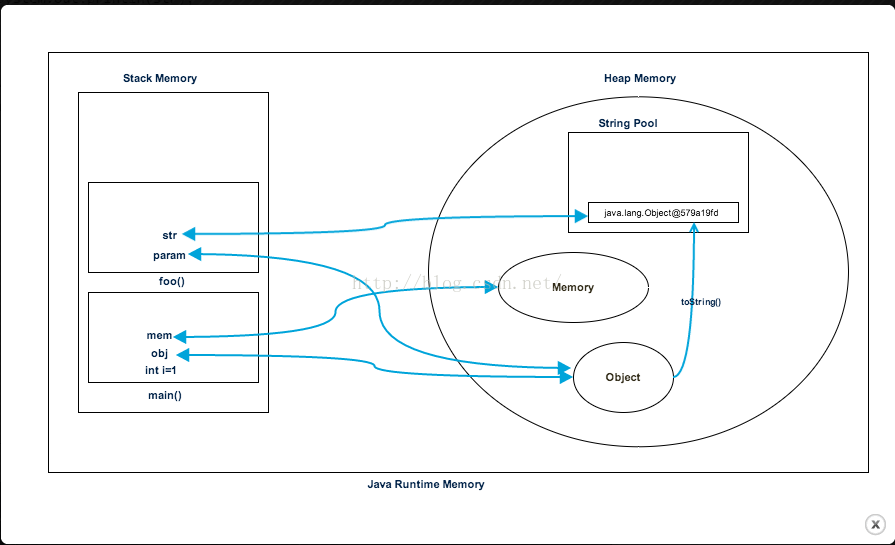 Stack Memory
Heap Memory
String Pool
java.lang.Object@579a19fd
str
param
foo()
http://blog.csdn.net/
Memory
toString()
mem
obj
int i=1
main()
Object
Java Runtime Memory
X